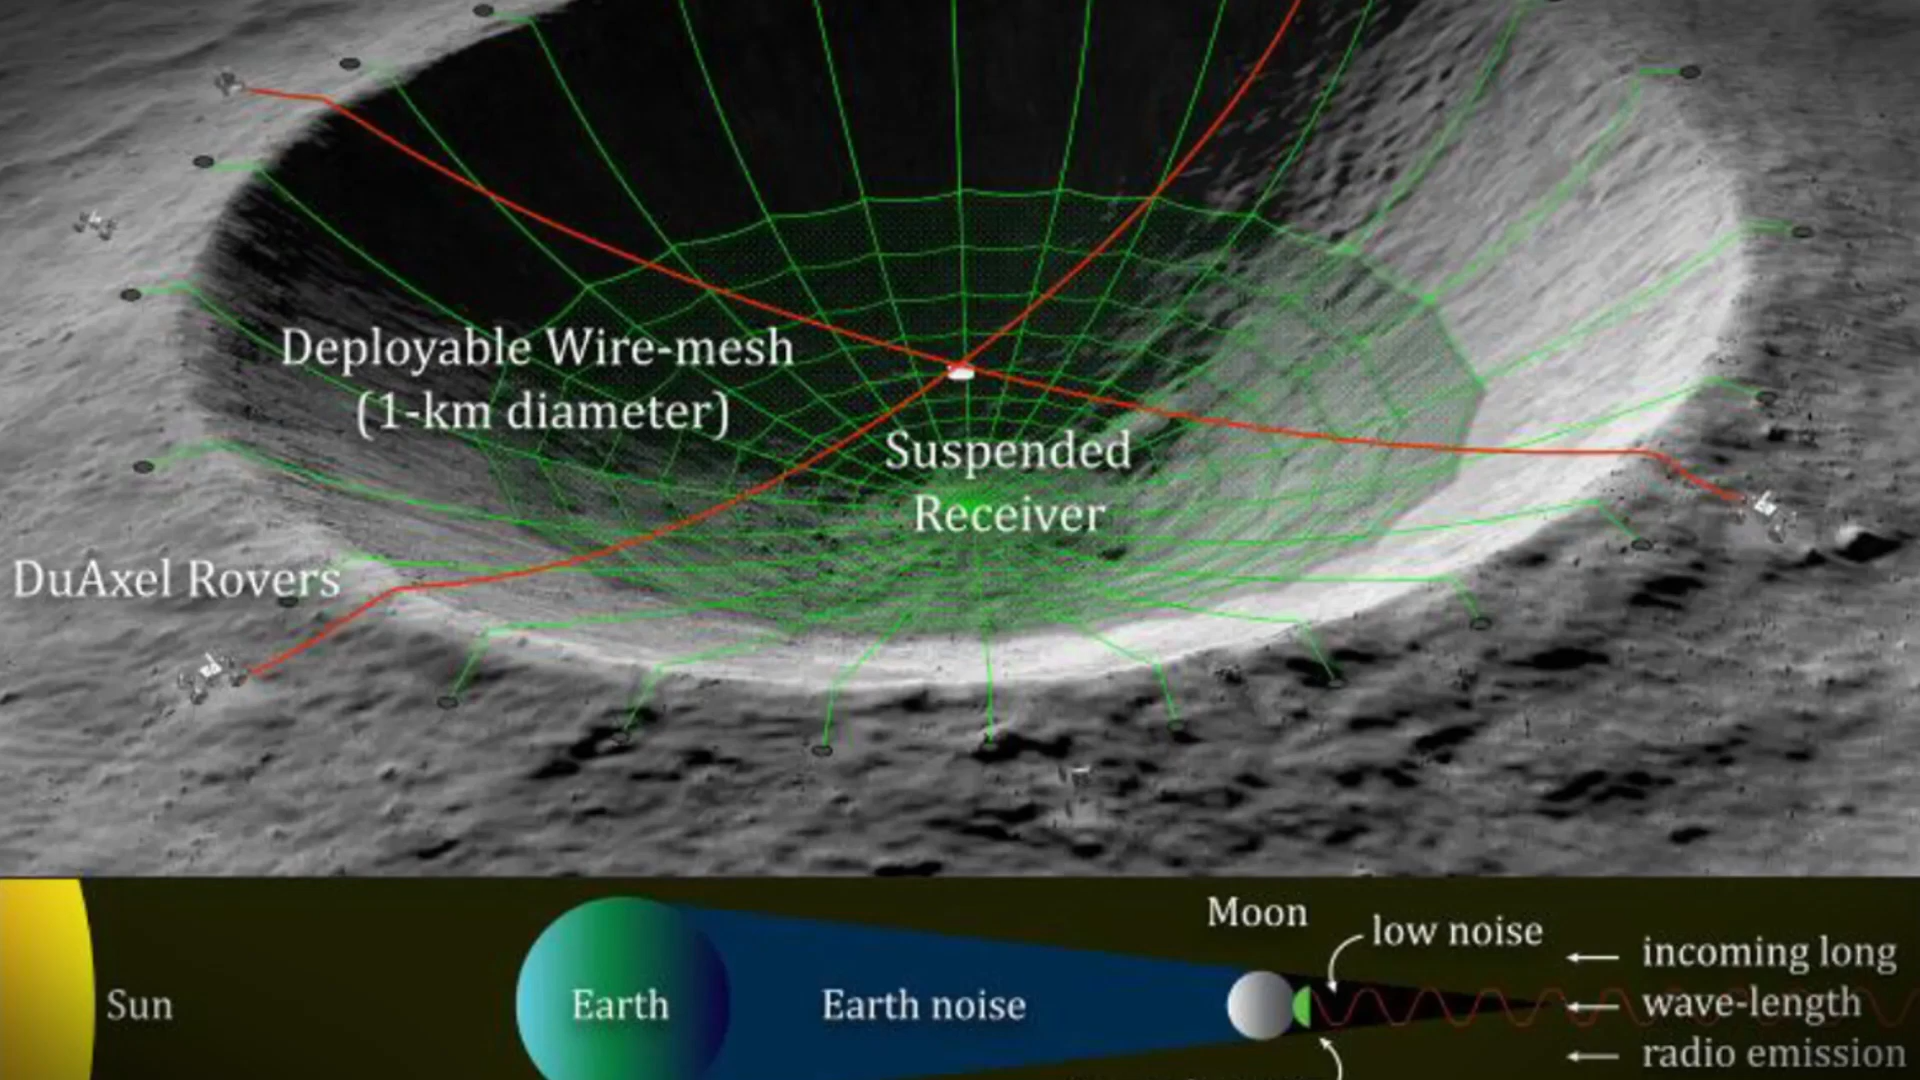 Deployable Wire-mesh
(1-km diameter)
Suspended
Receiver
DuAxel Rovers
Moon
low noise
incoming long
wave-length
radio emission
Sun
Earth
Earth noise